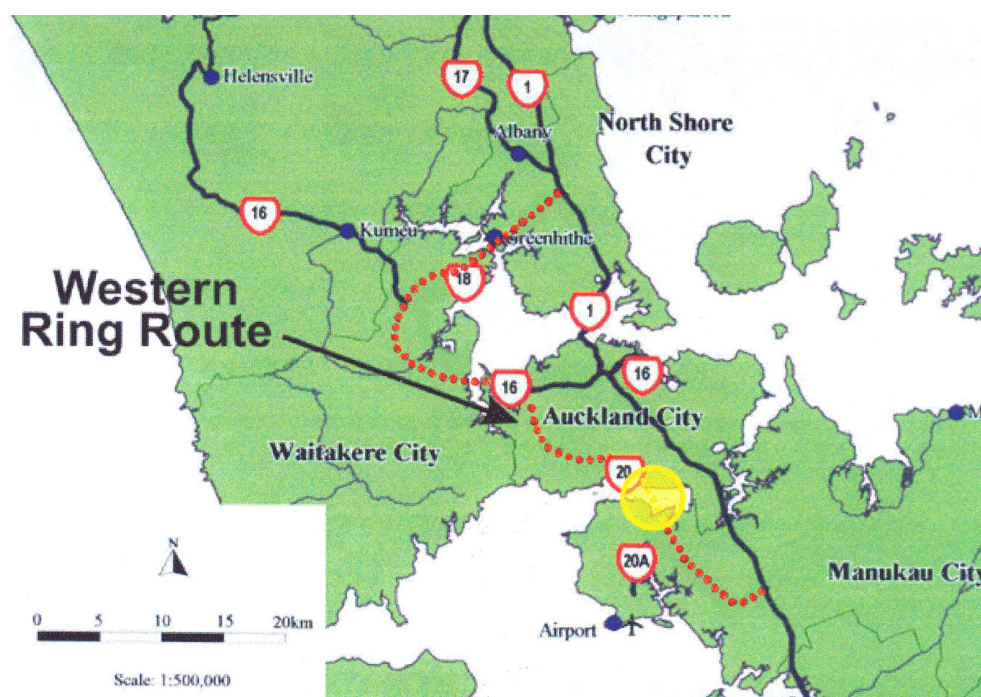 Helensville
17
1
Albany
North Shore
City
16
Kumeu
Greenhithe
18
Western
Ring Route
1
16
16
Auckland City
Waitakere City
20
N
20A
Manukau City
0 5 10 15 20km
Airport
Scale: 1:500,000